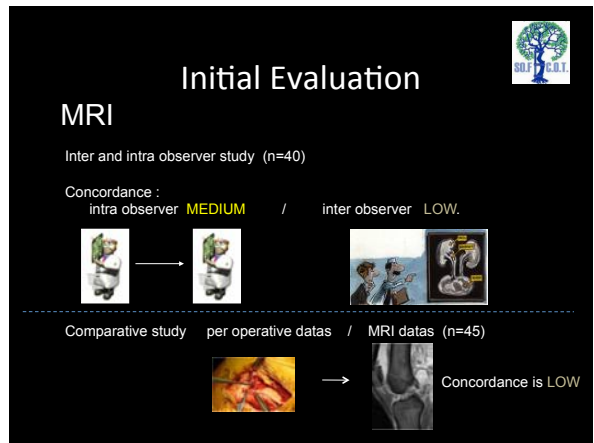 SO.F C.O.T.
Initial Evaluation
MRI
Inter and intra observer study (n=40)
Concordance :
intra observer MEDIUM / inter observer LOW.
Comparative study per operative datas / MRI datas (n=45)
Concordance is LOW